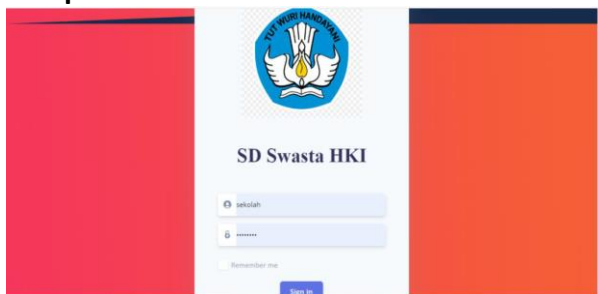 TUT WURI HANDAYANI
SD Swasta HKI
sekolah
••••••••
Remember me
Sign in